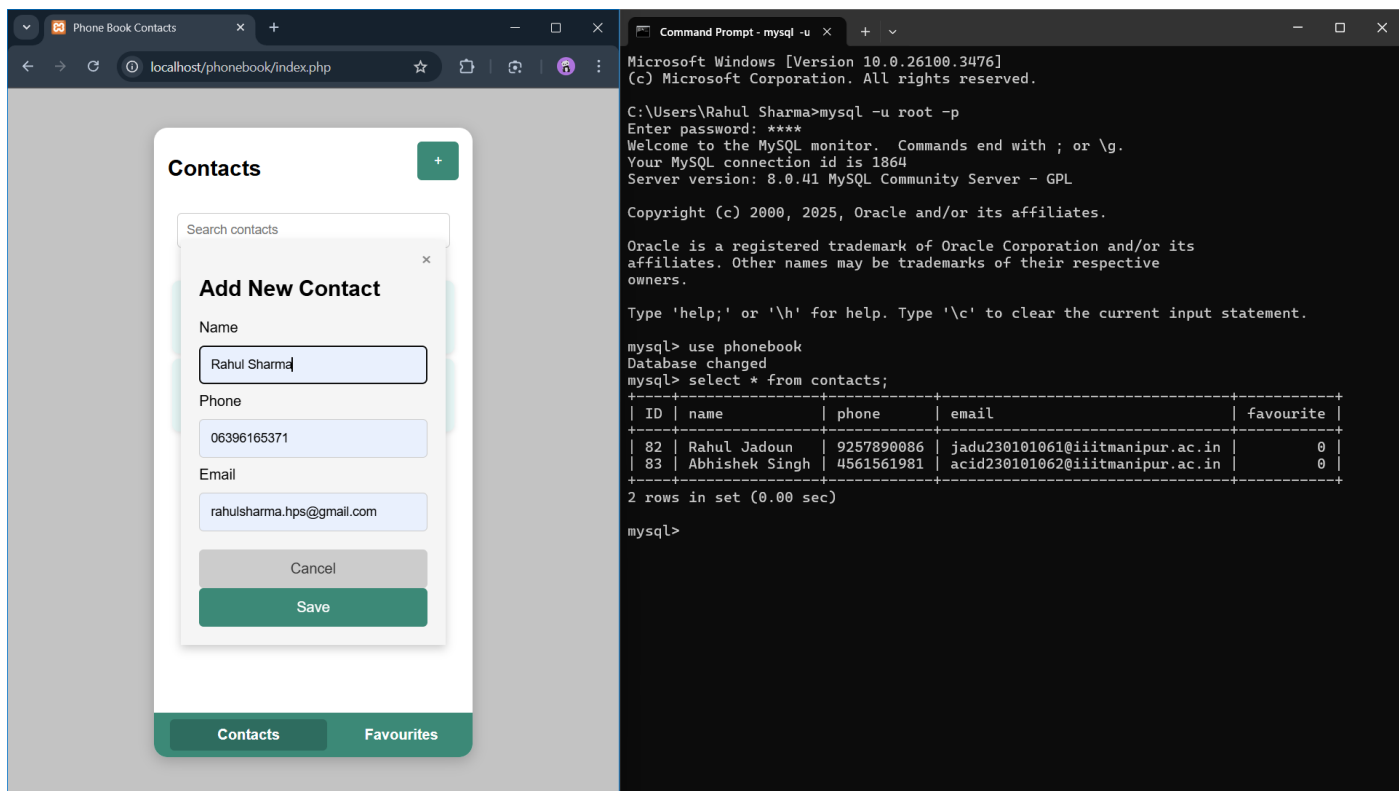 Phone Book Contacts
localhost/phonebook/index.php
Contacts
+
Search contacts
×
Add New Contact
Name
Rahul Sharma
Phone
06396165371
Email
rahulsharma.hps@gmail.com
Cancel
Save
Contacts Favourites
Command Prompt - mysql -u
Microsoft Windows [Version 10.0.26100.3476]
(c) Microsoft Corporation. All rights reserved.
C:\Users\Rahul Sharma>mysql -u root -p
Enter password: ****
Welcome to the MySQL monitor.  Commands end with ; or \g.
Your MySQL connection id is 1864
Server version: 8.0.41 MySQL Community Server - GPL
Copyright (c) 2000, 2025, Oracle and/or its affiliates.
Oracle is a registered trademark of Oracle Corporation and/or its
affiliates. Other names may be trademarks of their respective
owners.
Type 'help;' or '\h' for help. Type '\c' to clear the current input statement.
mysql> use phonebook
Database changed
mysql> select * from contacts;
+----+----------------+------------+---------------------------------+-----------+
| ID | name           | phone      | email                           | favourite |
+----+----------------+------------+---------------------------------+-----------+
| 82 | Rahul Jadoun   | 9257890086 | jadu230101061@iiitmanipur.ac.in |         0 |
| 83 | Abhishek Singh | 4561561981 | acid230101062@iiitmanipur.ac.in |         0 |
+----+----------------+------------+---------------------------------+-----------+
2 rows in set (0.00 sec)
mysql>